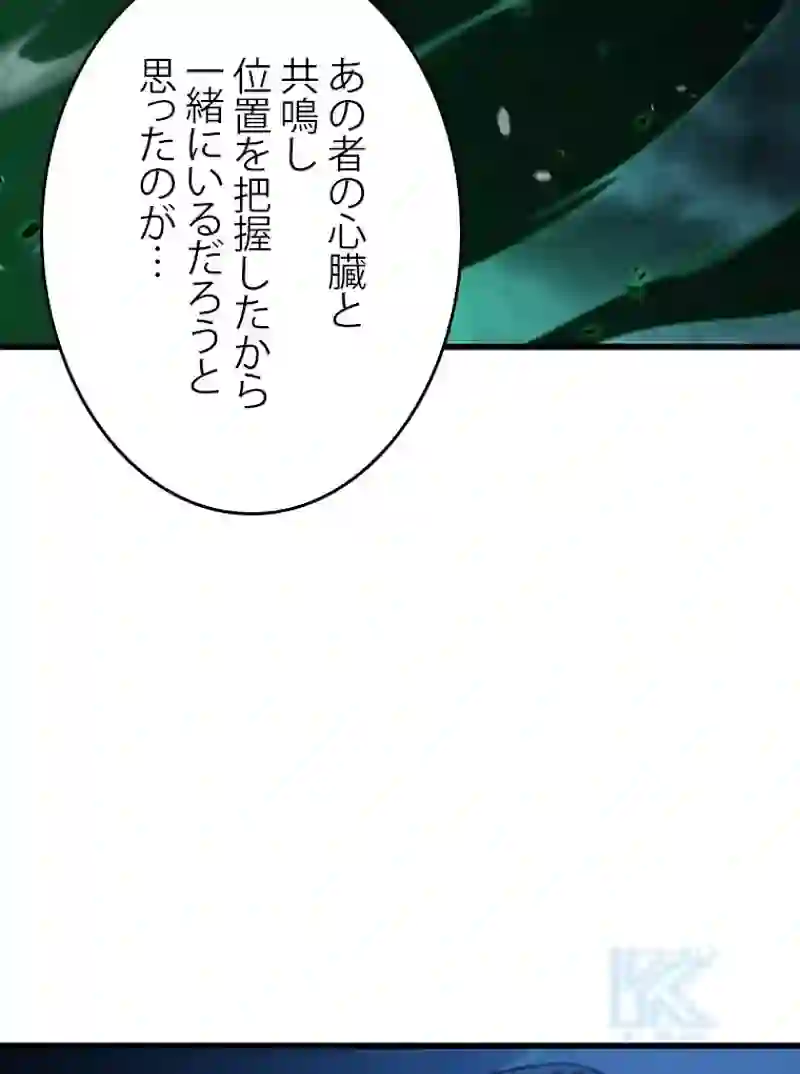 あの者の心臓と
共鳴し
位置を把握したから
一緒にいるだろうと
思ったのが…